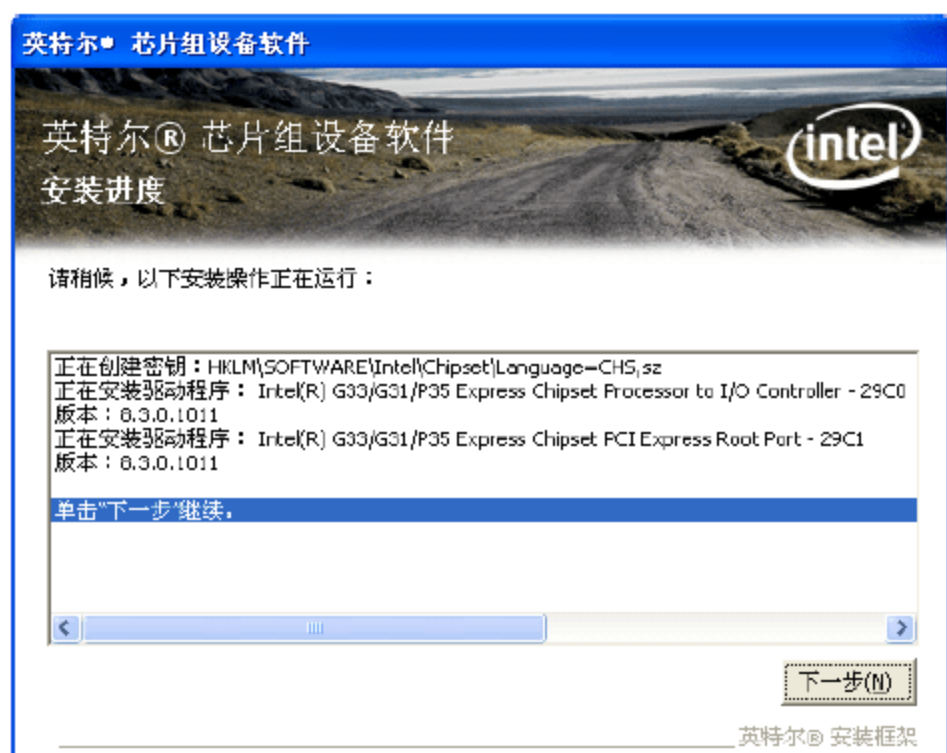 英特尔® 芯片组设备软件
英特尔® 芯片组设备软件
intel
安装进度
请稍候，以下安装操作正在运行：
正在创建密钥：HKLM\SOFTWARE\Intel\Chipset\Language=CHS,sz
正在安装驱动程序： Intel(R) G33/G31/P35 Express Chipset Processor to I/O Controller - 29C0
版本：8.3.0.1011
正在安装驱动程序： Intel(R) G33/G31/P35 Express Chipset PCI Express Root Port - 29C1
版本：8.3.0.1011
单击"下一步"继续。
下一步(N)
英特尔® 安装框架